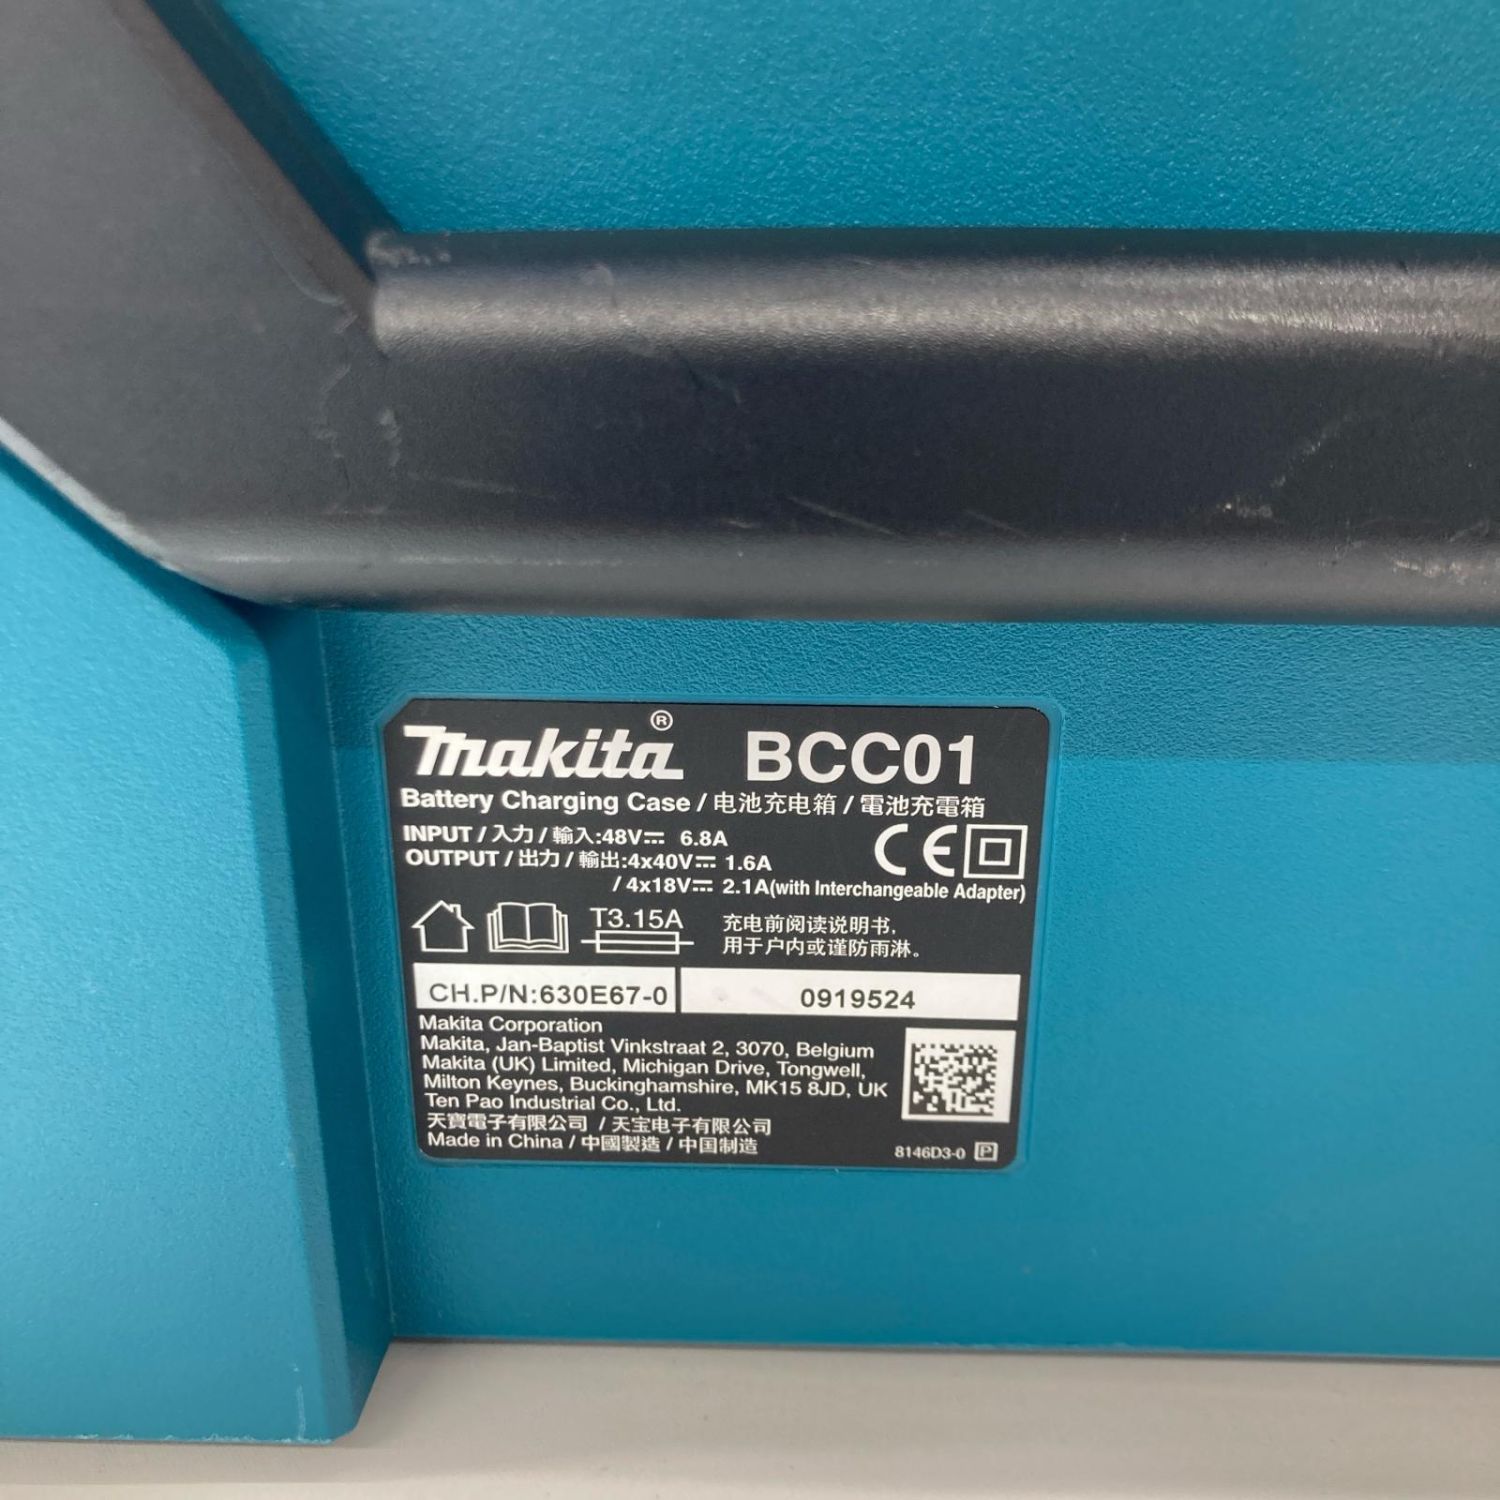 makita® BCC01
Battery Charging Case / 电池充电箱 / 電池充電箱
INPUT / 入力 / 輸入:48V⎓ 6.8A
OUTPUT / 出力 / 輸出:4x40V⎓ 1.6A
/ 4x18V⎓ 2.1A(with Interchangeable Adapter)
CE
T3.15A
充电前阅读说明书,
用于户内或谨防雨淋。
CH.P/N:630E67-0 0919524
Makita Corporation
Makita, Jan-Baptist Vinkstraat 2, 3070, Belgium
Makita (UK) Limited, Michigan Drive, Tongwell,
Milton Keynes, Buckinghamshire, MK15 8JD, UK
Ten Pao Industrial Co., Ltd.
天寶電子有限公司 / 天宝电子有限公司
Made in China / 中國製造 / 中国制造
8146D3-0 P